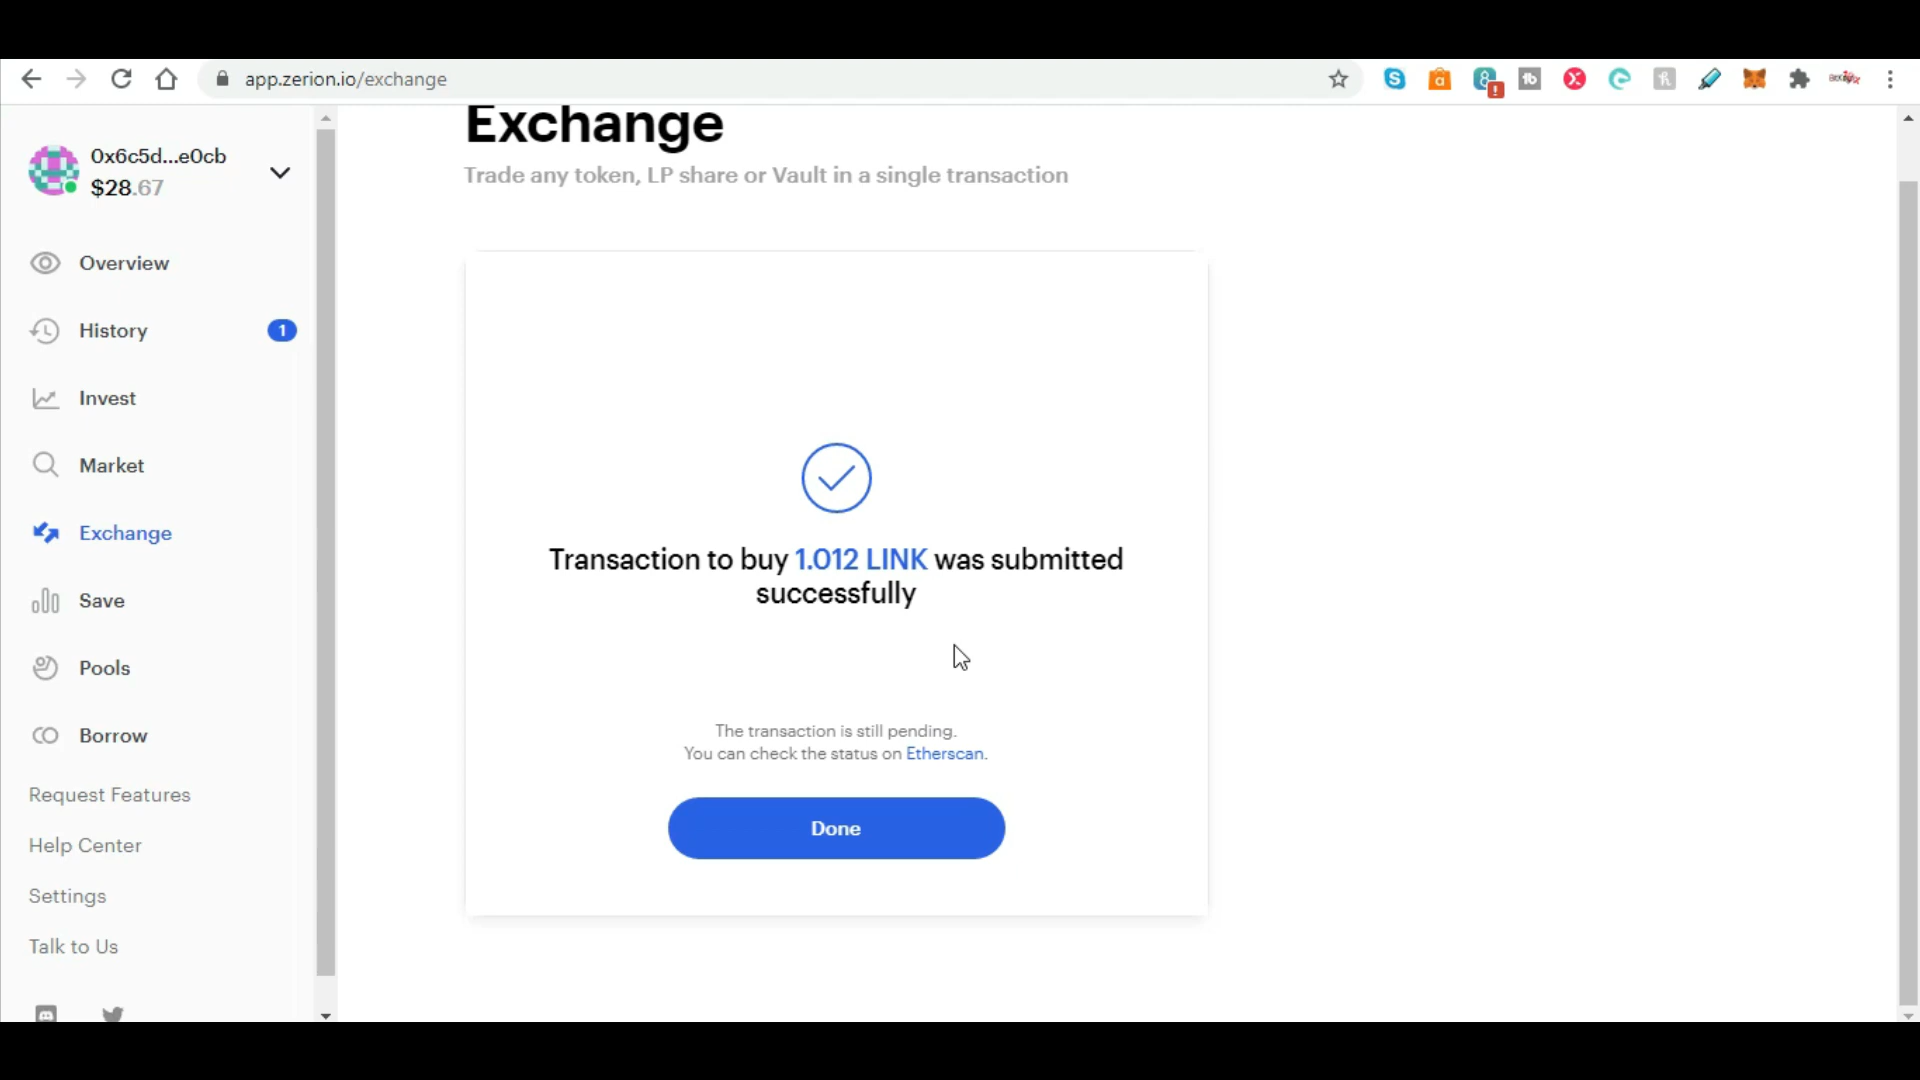 app.zerion.io/exchange
Exchange
Trade any token, LP share or Vault in a single transaction
0x6c5d...e0cb
$28.67
Overview
History
1
Invest
Market
Exchange
Save
Pools
Borrow
Request Features
Help Center
Settings
Talk to Us
Transaction to buy 1.012 LINK was submitted
successfully
The transaction is still pending.
You can check the status on Etherscan.
Done